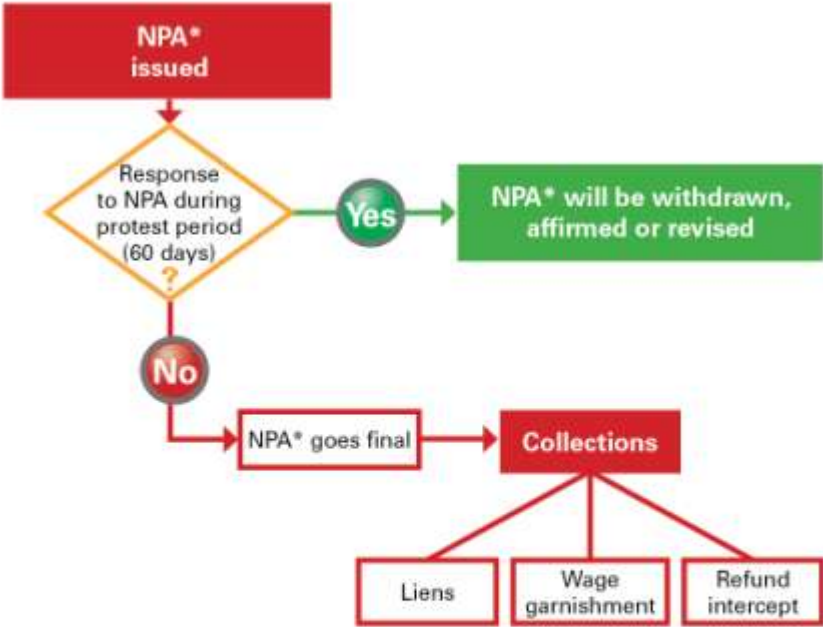 NPA*
issued
Response
to NPA during
protest period
(60 days)
?
Yes
NPA* will be withdrawn,
affirmed or revised
No
NPA* goes final
Collections
Liens
Wage
garnishment
Refund
intercept